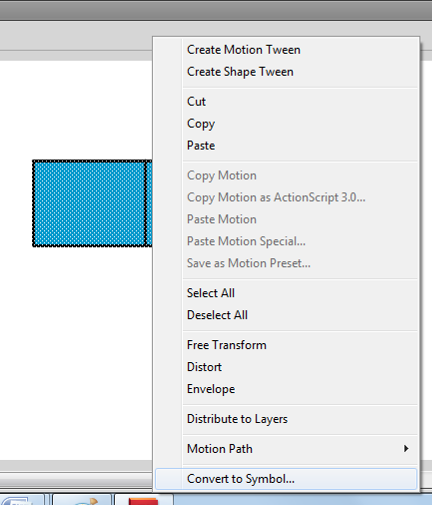 Create Motion Tween
Create Shape Tween
Cut
Copy
Paste
Copy Motion
Copy Motion as ActionScript 3.0...
Paste Motion
Paste Motion Special...
Save as Motion Preset...
Select All
Deselect All
Free Transform
Distort
Envelope
Distribute to Layers
Motion Path
Convert to Symbol...